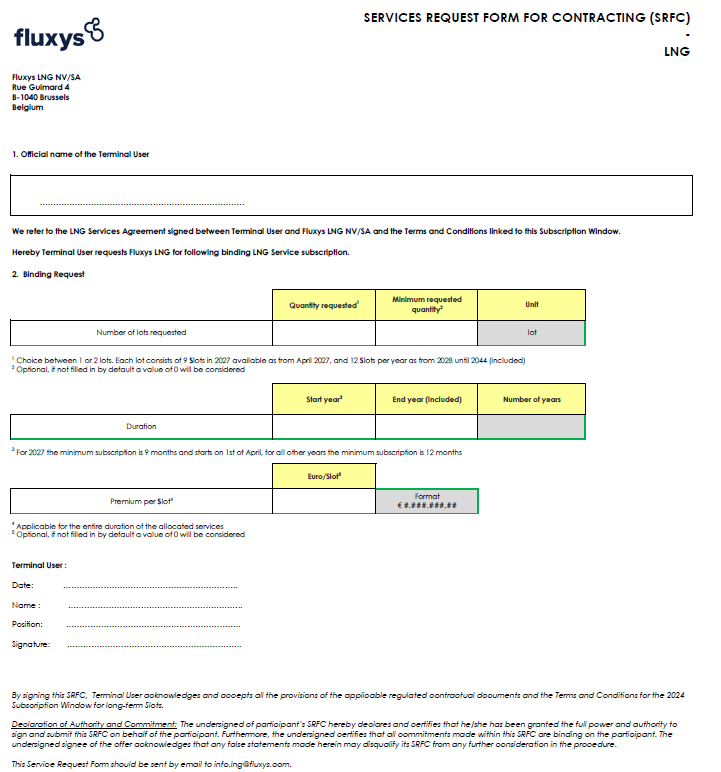 fluxys
SERVICES REQUEST FORM FOR CONTRACTING (SRFC)
-
LNG
Fluxys LNG NV/SA
Rue Guimard 4
B-1040 Brussels
Belgium
1. Official name of the Terminal User
................................................................................
We refer to the LNG Services Agreement signed between Terminal User and Fluxys LNG NV/SA and the Terms and Conditions linked to this Subscription Window.
Hereby Terminal User requests Fluxys LNG for following binding LNG Service subscription.
2. Binding Request
Quantity requested¹
Minimum requested
quantity²
Unit
Number of lots requested
lot
¹ Choice between 1 or 2 lots. Each lot consists of 9 Slots in 2027 available as from April 2027, and 12 Slots per year as from 2028 until 2044 (included)
² Optional, if not filled in by default a value of 0 will be considered
Start year³
End year (included)
Number of years
Duration
³ For 2027 the minimum subscription is 9 months and starts on 1st of April, for all other years the minimum subscription is 12 months
Euro/Slot⁵
Premium per Slot⁴
Format
€ #.###.###,##
⁴ Applicable for the entire duration of the allocated services
⁵ Optional, if not filled in by default a value of 0 will be considered
Terminal User :
Date: ....................................................................
Name : ....................................................................
Position: ....................................................................
Signature: ....................................................................
By signing this SRFC, Terminal User acknowledges and accepts all the provisions of the applicable regulated contractual documents and the Terms and Conditions for the 2024
Subscription Window for long-term Slots.
Declaration of Authority and Commitment: The undersigned of participant's SRFC hereby declares and certifies that he/she has been granted the full power and authority to
sign and submit this SRFC on behalf of the participant. Furthermore, the undersigned certifies that all commitments made within this SRFC are binding on the participant. The
undersigned signee of the offer acknowledges that any false statements made herein may disqualify its SRFC from any further consideration in the procedure.
This Service Request Form should be sent by email to info.lng@fluxys.com.